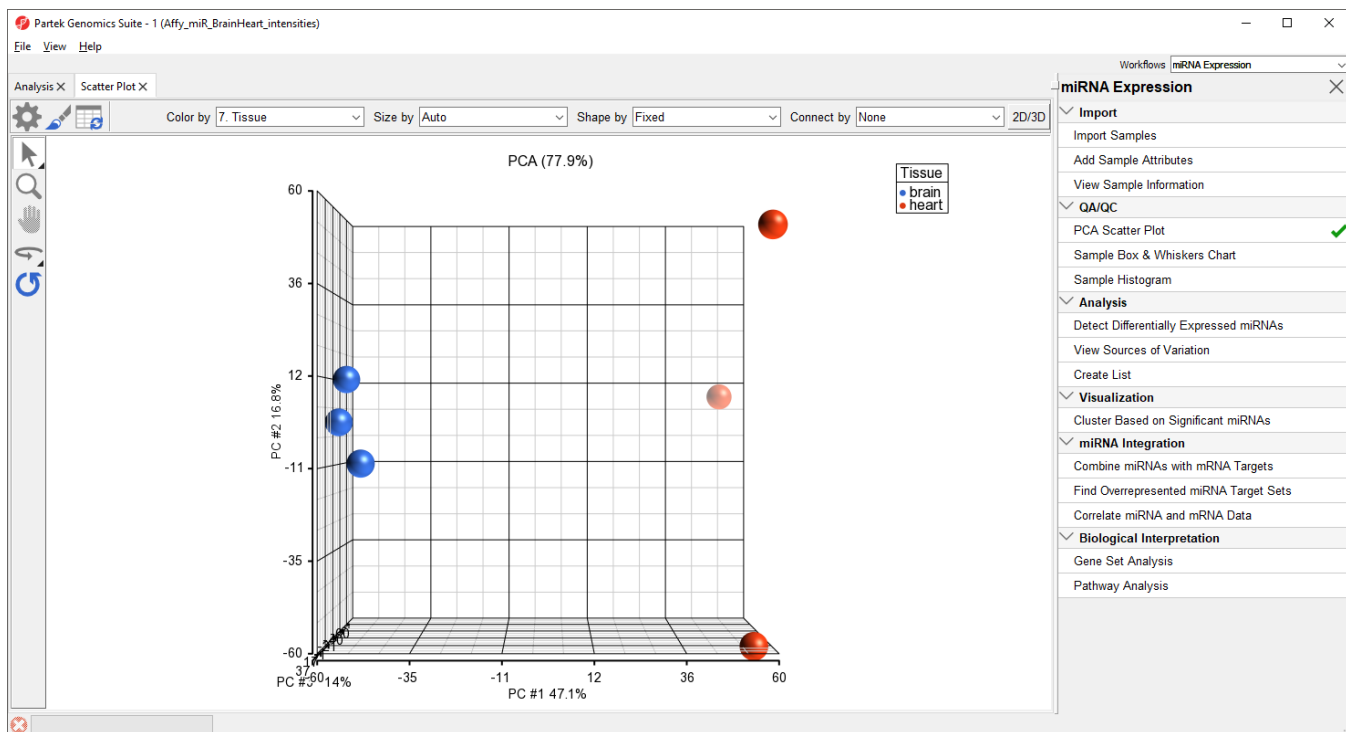 Partek Genomics Suite - 1 (Affy_miR_BrainHeart_intensities)
File View Help
Workflows miRNA Expression
Analysis Scatter Plot
Color by 7. Tissue Size by Auto Shape by Fixed Connect by None 2D/3D
PCA (77.9%)
Tissue
brain
heart
60
36
12
-11
-35
-60
PC #2 16.8%
-60 -35 -11 12 36 60
PC #1 47.1%
PC #3 14%
miRNA Expression
Import
Import Samples
Add Sample Attributes
View Sample Information
QA/QC
PCA Scatter Plot
Sample Box & Whiskers Chart
Sample Histogram
Analysis
Detect Differentially Expressed miRNAs
View Sources of Variation
Create List
Visualization
Cluster Based on Significant miRNAs
miRNA Integration
Combine miRNAs with mRNA Targets
Find Overrepresented miRNA Target Sets
Correlate miRNA and mRNA Data
Biological Interpretation
Gene Set Analysis
Pathway Analysis